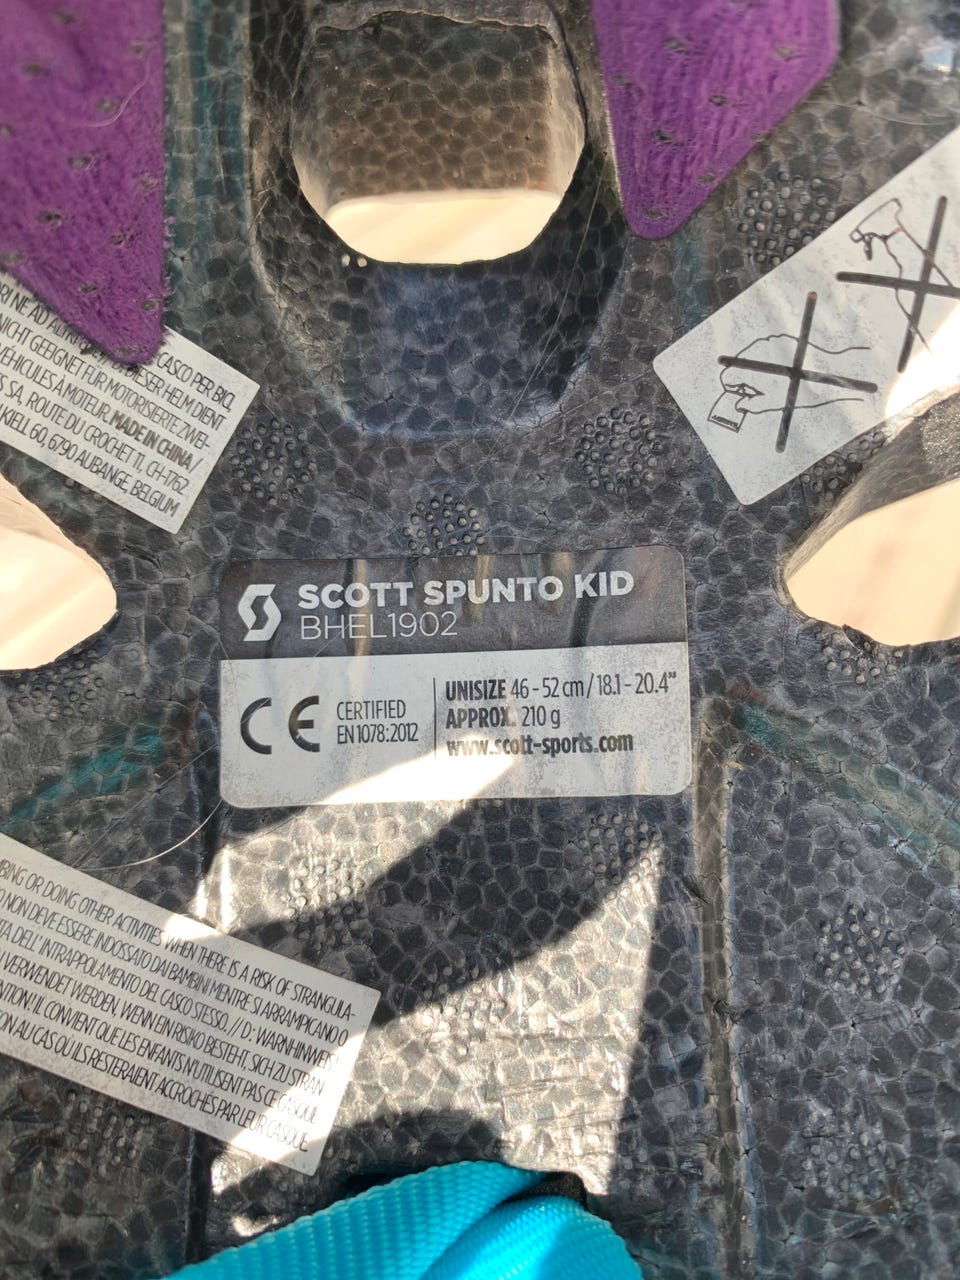 CASCO PER BICI,
NICHT GEEIGNET FÜR MOTORISIERTE ZWEI-
VÉHICULES À MOTEUR. MADE IN CHINA /
SA, ROUTE DU CROCHET 11, CH-1762
KIELL 60, 6790 AUBANGE, BELGIUM
SCOTT SPUNTO KID
BHEL1902
CE
CERTIFIED
EN 1078:2012
UNISIZE 46 - 52 cm / 18.1 - 20.4"
APPROX. 210 g
www.scott-sports.com
BING OR DOING OTHER ACTIVITIES WHEN THERE IS A RISK OF STRANGULA-
NON DEVE ESSERE INDOSSATO DAI BAMBINI MENTRE SI ARRAMPICANO O
DELL' INTRAPPOLAMENTO DEL CASCO STESSO. // D: WARNHINWEIS!
VERWENDET WERDEN, WENN EIN RISIKO BESTEHT, SICH ZU STRAN
IL CONVIENT QUE LES ENFANTS N'UTILISENT PAS CE CASQUE
AU CAS OÙ ILS RESTERAIENT ACCROCHÉS PAR LEUR CASQUE.